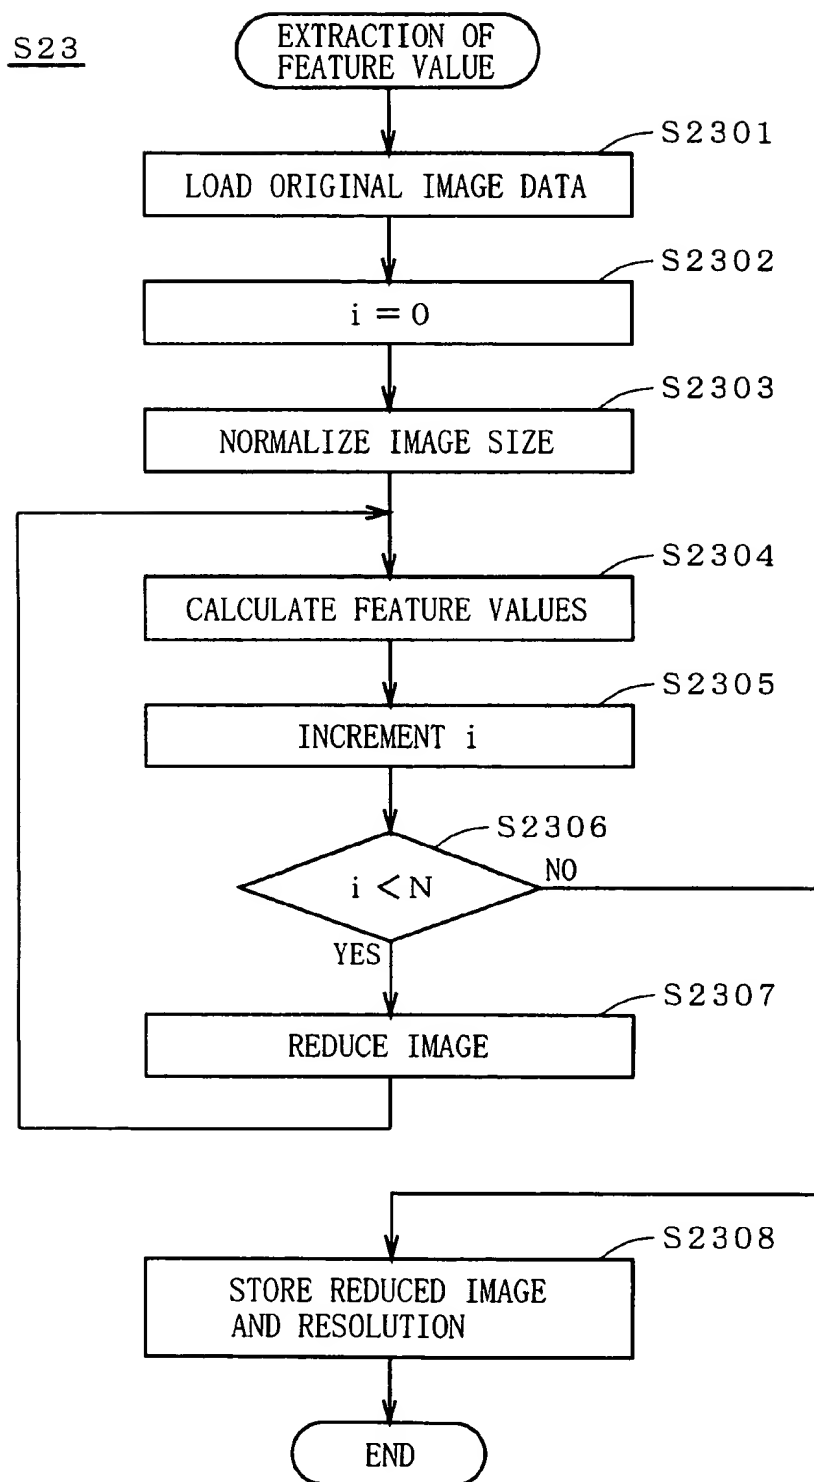 S23
EXTRACTION OF
FEATURE VALUE
S2301
LOAD ORIGINAL IMAGE DATA
S2302
i = 0
S2303
NORMALIZE IMAGE SIZE
S2304
CALCULATE FEATURE VALUES
S2305
INCREMENT i
S2306
i < N
NO
YES
S2307
REDUCE IMAGE
S2308
STORE REDUCED IMAGE
AND RESOLUTION
END